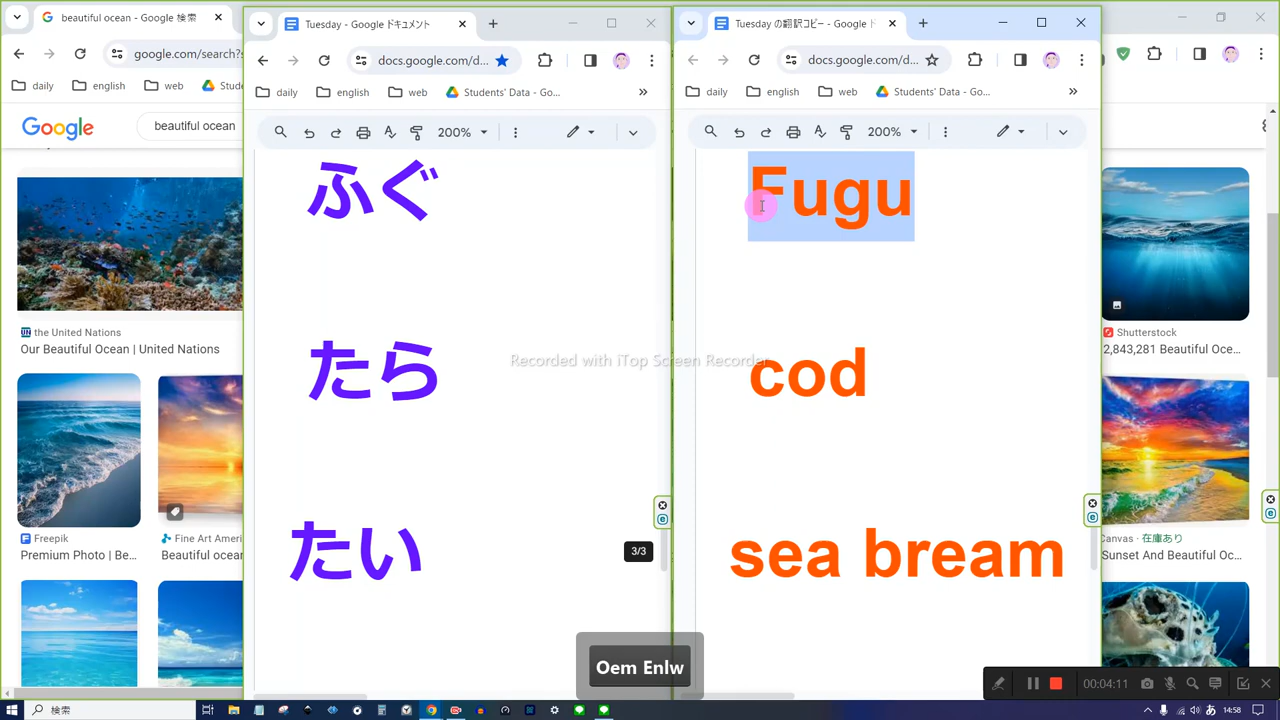 beautiful ocean - Google 検索
Tuesday - Google ドキュメント
Tuesday の翻訳コピー - Google ド
google.com/search?s
docs.google.com/d...
docs.google.com/d...
daily
english
web
Stude
daily
english
web
Students' Data - Go...
»
daily
english
web
Students' Data - Go...
»
Google
beautiful ocean
200%
200%
ふぐ
Fugu
the United Nations
Our Beautiful Ocean | United Nations
Shutterstock
2,843,281 Beautiful Oce...
Recorded with iTop Screen Recorder
たら
cod
Freepik
Premium Photo | Be...
Fine Art Ameri
Beautiful ocea
Canvas · 在庫あり
Sunset And Beautiful Oc...
たい
sea bream
3/3
Oem Enlw
00:04:11
検索
あ
14:58